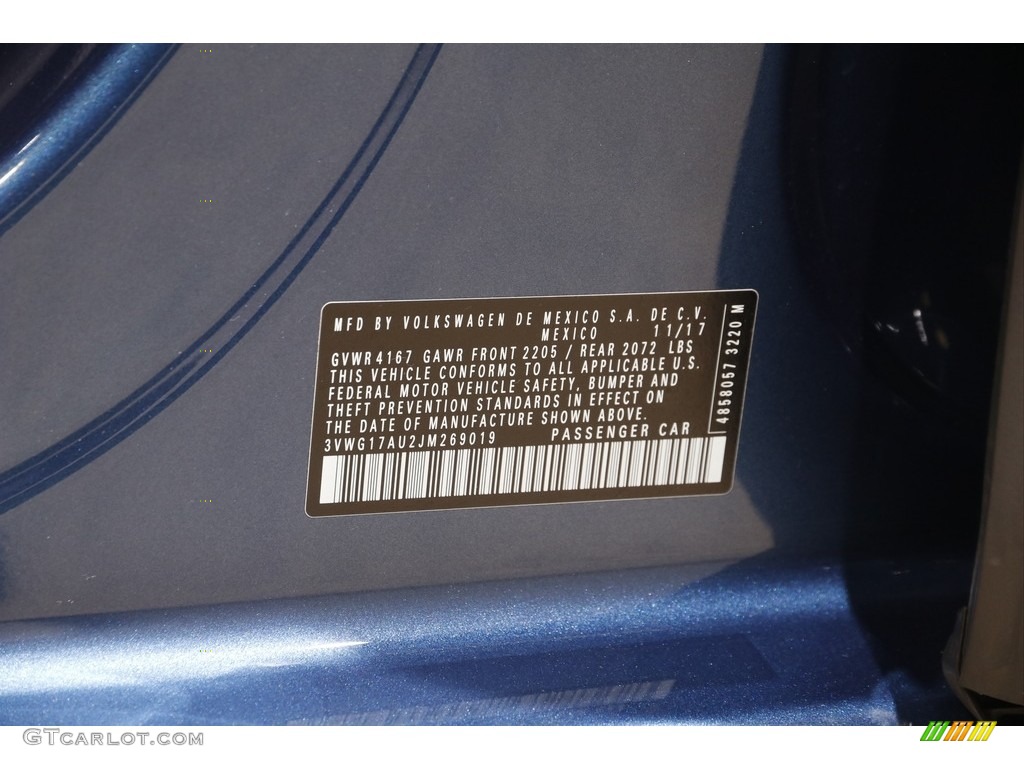 MFD BY VOLKSWAGEN DE MEXICO S.A. DE C.V.
MEXICO 11/17
GVWR 4167 GAWR FRONT 2205 / REAR 2072 LBS
THIS VEHICLE CONFORMS TO ALL APPLICABLE U.S.
FEDERAL MOTOR VEHICLE SAFETY, BUMPER AND
THEFT PREVENTION STANDARDS IN EFFECT ON
THE DATE OF MANUFACTURE SHOWN ABOVE.
3VWG17AU2JM269019 PASSENGER CAR
4858057 3220 M
GTcarlot.com